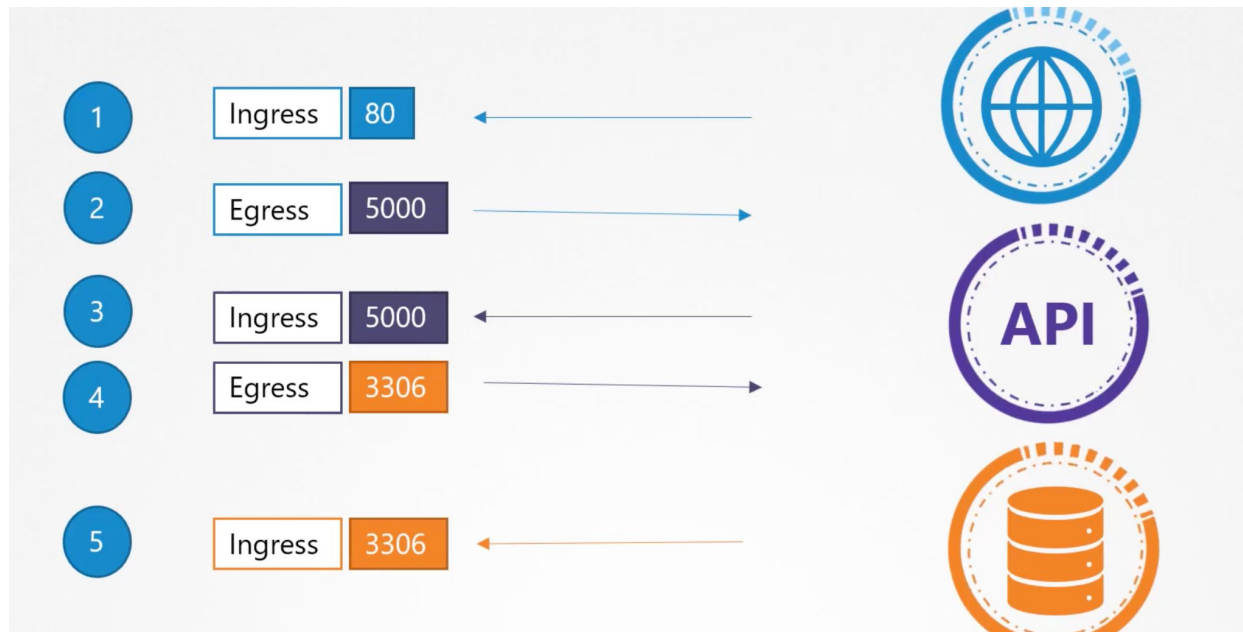 1 Ingress 80
2 Egress 5000
3 Ingress 5000
API
4 Egress 3306
5 Ingress 3306